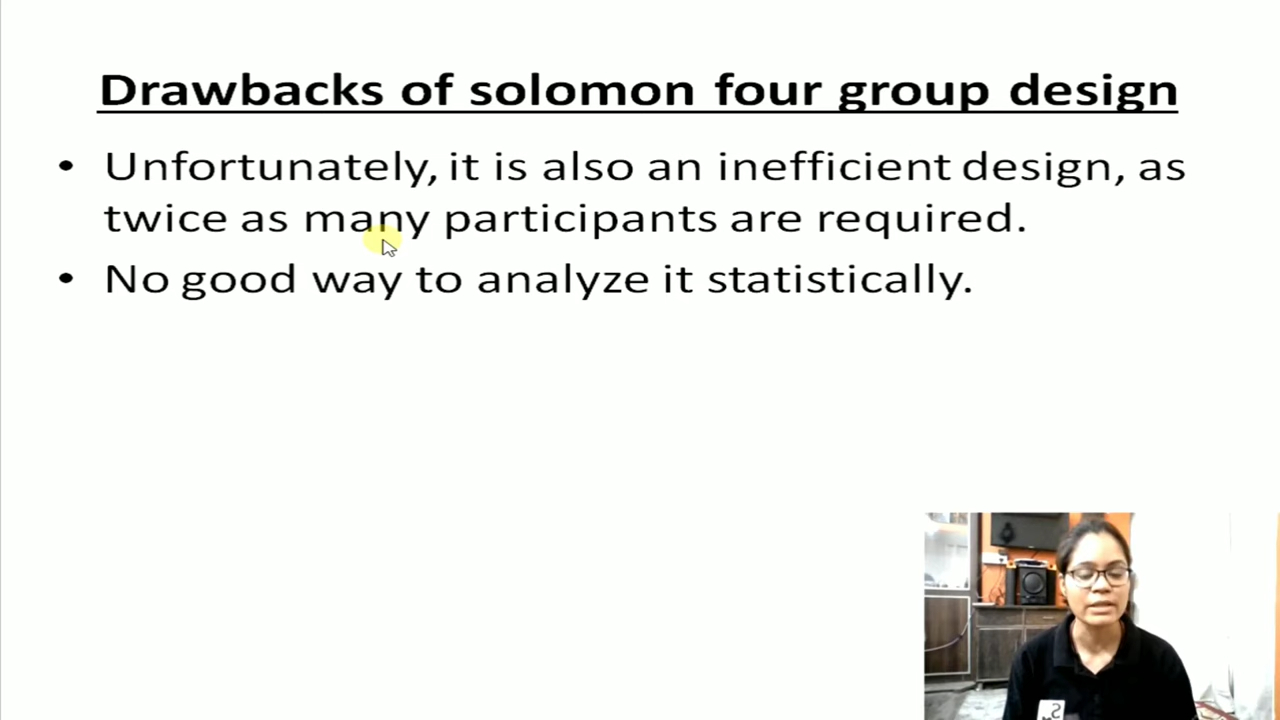 Drawbacks of solomon four group design
• Unfortunately, it is also an inefficient design, as
twice as many participants are required.
• No good way to analyze it statistically.